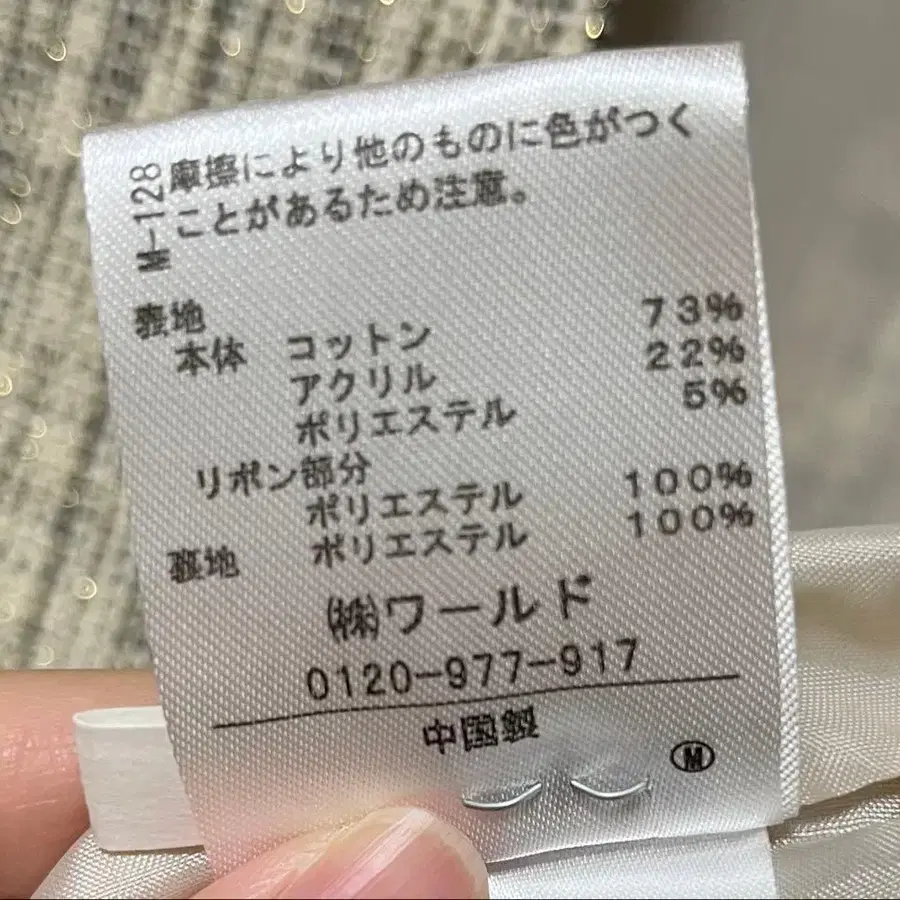 M-128
摩擦により他のものに色がつく
ことがあるため注意。
表地
本体 コットン 73%
アクリル 22%
ポリエステル 5%
リボン部分
ポリエステル 100%
裏地 ポリエステル 100%
㈱ワールド
0120-977-917
中国製
Ⓜ